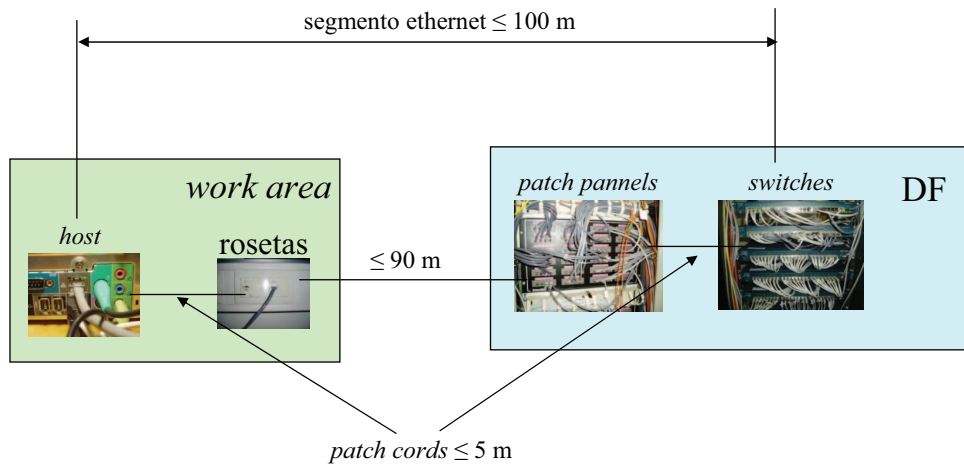 segmento ethernet ≤ 100 m
work area
patch pannels
switches
DF
host
rosetas
≤ 90 m
patch cords ≤ 5 m